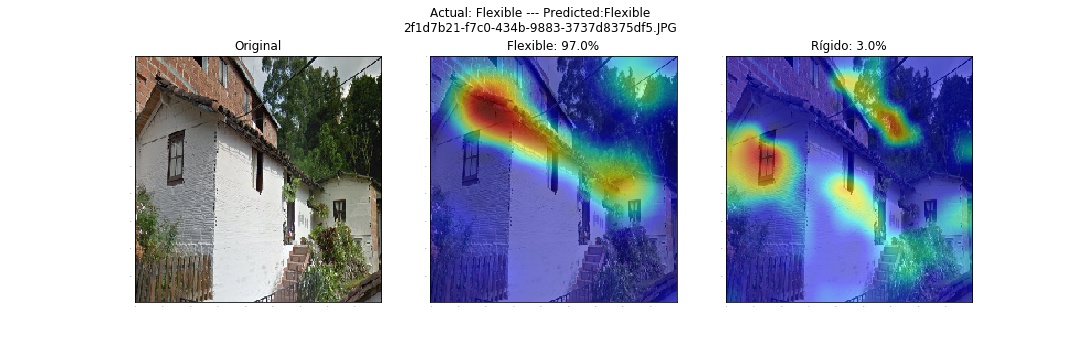 Actual: Flexible --- Predicted:Flexible
2f1d7b21-f7c0-434b-9883-3737d8375df5.JPG
Original
Flexible: 97.0%
Rígido: 3.0%